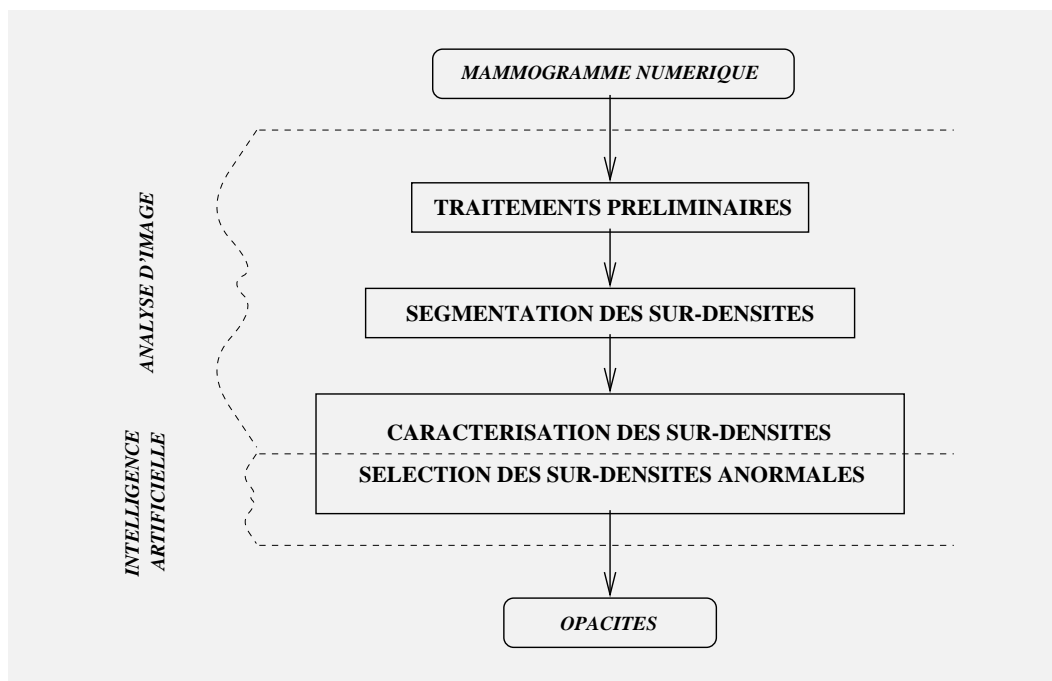 MAMMOGRAMME NUMERIQUE
TRAITEMENTS PRELIMINAIRES
SEGMENTATION DES SUR-DENSITES
CARACTERISATION DES SUR-DENSITES
SELECTION DES SUR-DENSITES ANORMALES
OPACITES
ANALYSE D'IMAGE
INTELLIGENCE
ARTIFICIELLE